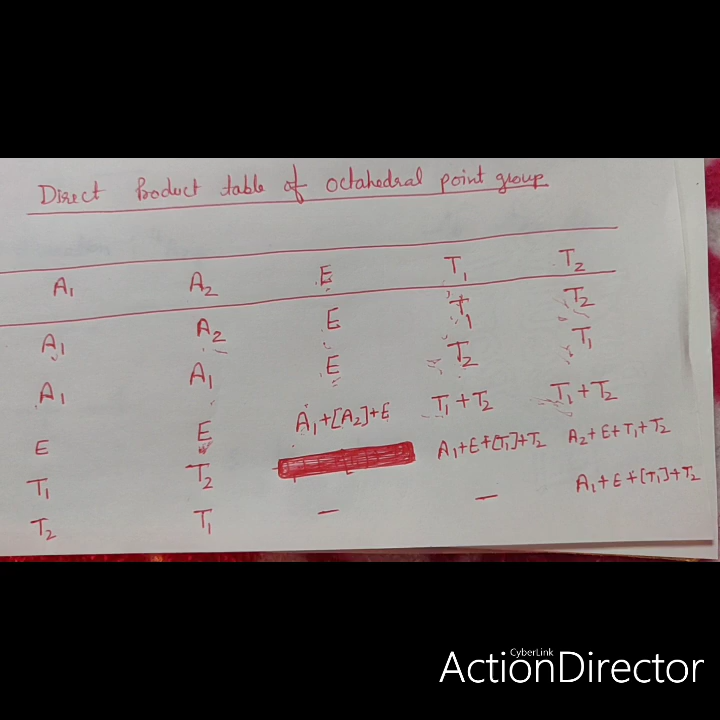 Direct Product table of octahedral point group
A₁ A₂ E T₁ T₂
A₁ A₂ E T₁ T₂
A₁ A₁ E T₂ T₁
E E A₁+[A₂]+E T₁+T₂ T₁+T₂
T₁ T₂ A₁+E+[T₁]+T₂ A₂+E+T₁+T₂
T₂ T₁ — — A₁+E+[T₁]+T₂
CyberLink
ActionDirector